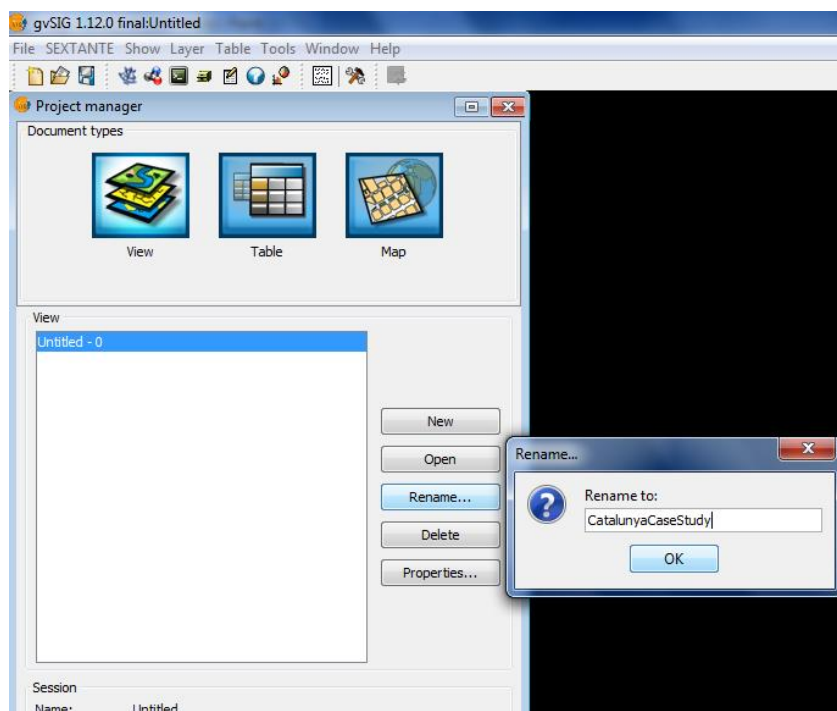 gvSIG 1.12.0 final:Untitled
File SEXTANTE Show Layer Table Tools Window Help
Project manager
Document types
View Table Map
View
Untitled - 0
New
Open
Rename...
Delete
Properties...
Rename...
Rename to:
CatalunyaCaseStudy
OK
Session
Name: Untitled